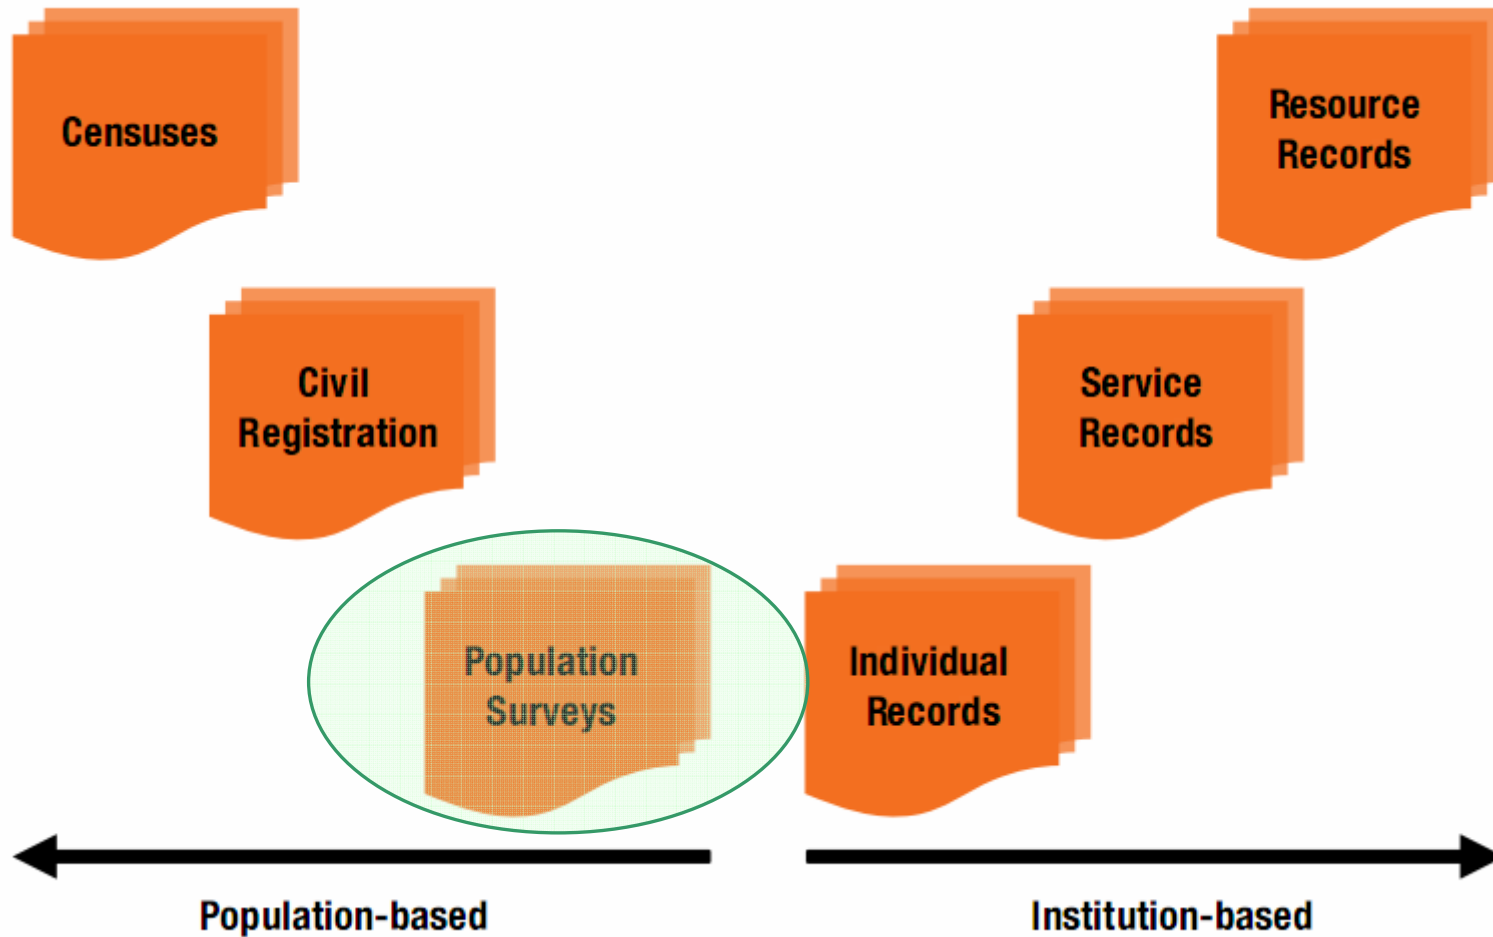 Censuses
Resource
Records
Civil
Registration
Service
Records
Population
Surveys
Individual
Records
Population-based
Institution-based